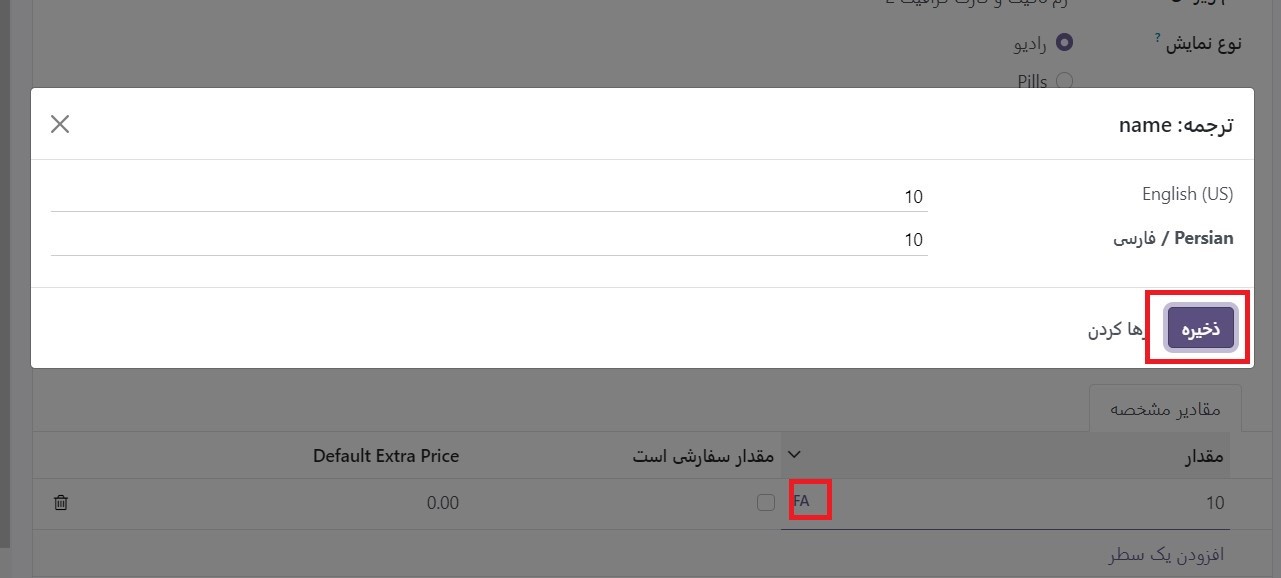 نوع نمایش ?
رادیو
Pills
ترجمه: name
English (US)
10
Persian / فارسی
10
ذخیره
رها کردن
مقادیر مشخصه
مقدار
مقدار سفارشی است
Default Extra Price
10
FA
0.00
افزودن یک سطر